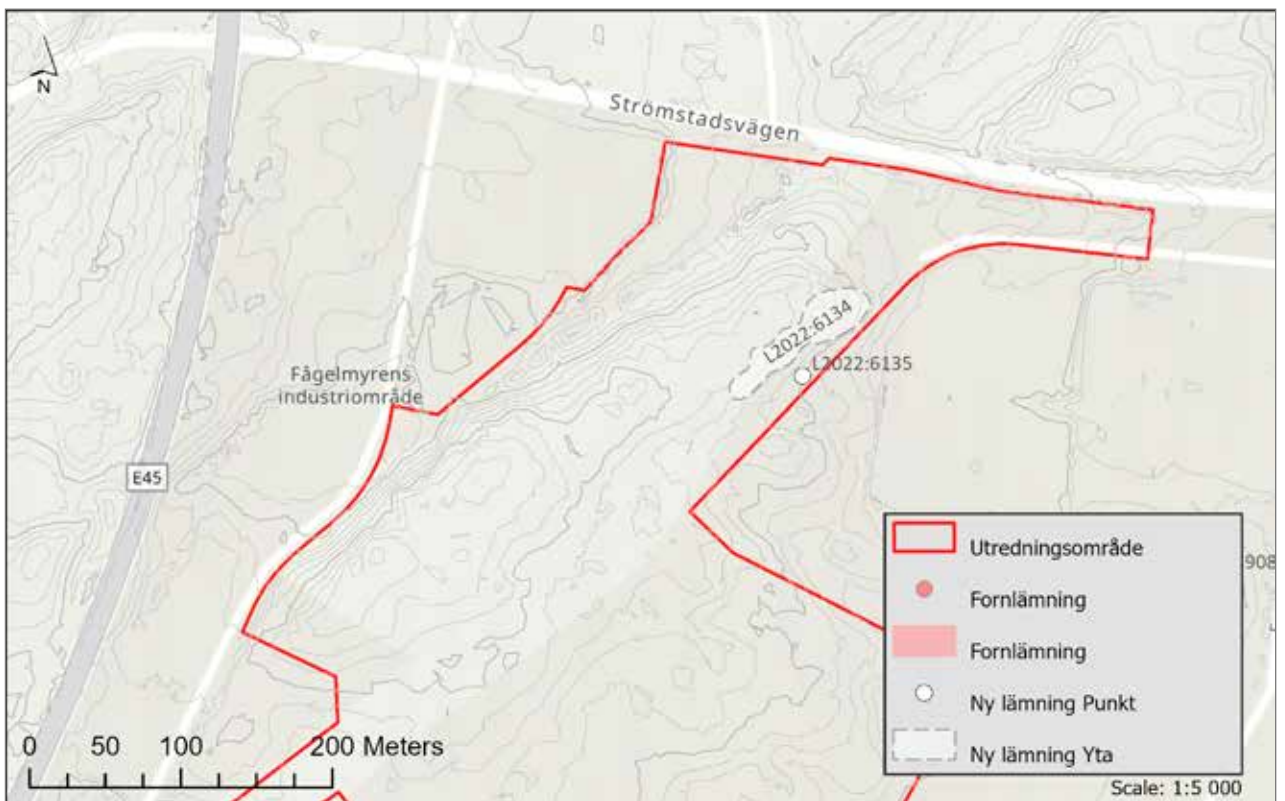 N
Strömstadsvägen
L2022:6134
L2022:6135
Fågelmyrens
industriområde
E45
908
Utredningsområde
Fornlämning
Fornlämning
Ny lämning Punkt
Ny lämning Yta
0 50 100 200 Meters
Scale: 1:5 000